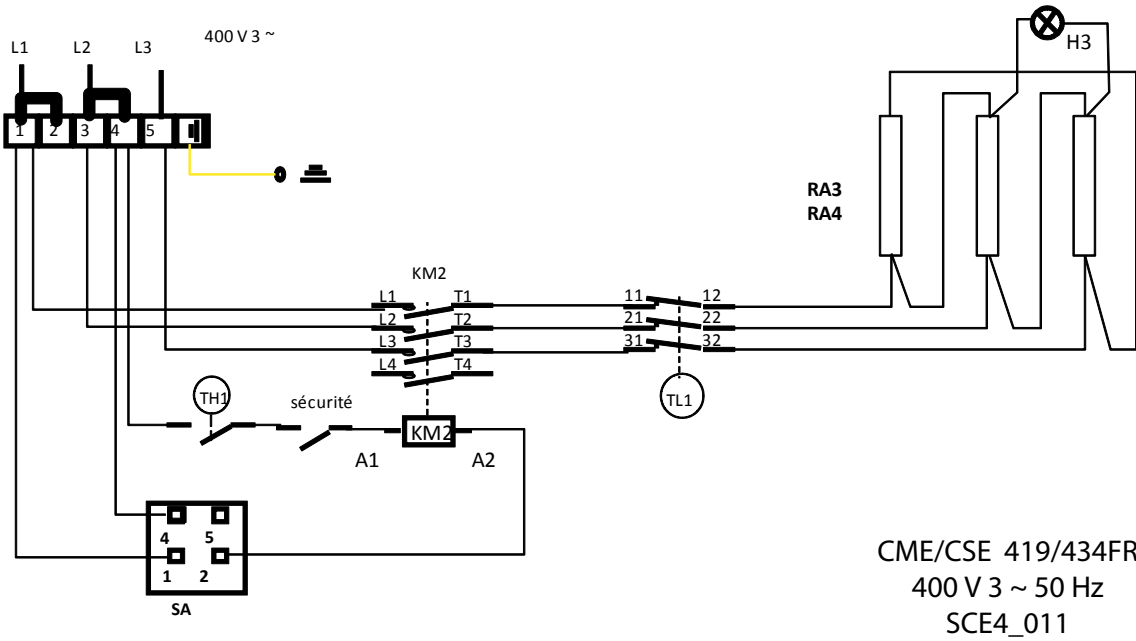 400 V 3 ~
L1 L2 L3
H3
1 2 3 4 5
RA3
RA4
KM2
L1 T1 11 12
L2 T2 21 22
L3 T3 31 32
L4 T4
TH1 sécurité TL1
KM2
A1 A2
4 5
1 2
SA
CME/CSE 419/434FR
400 V 3 ~ 50 Hz
SCE4_011